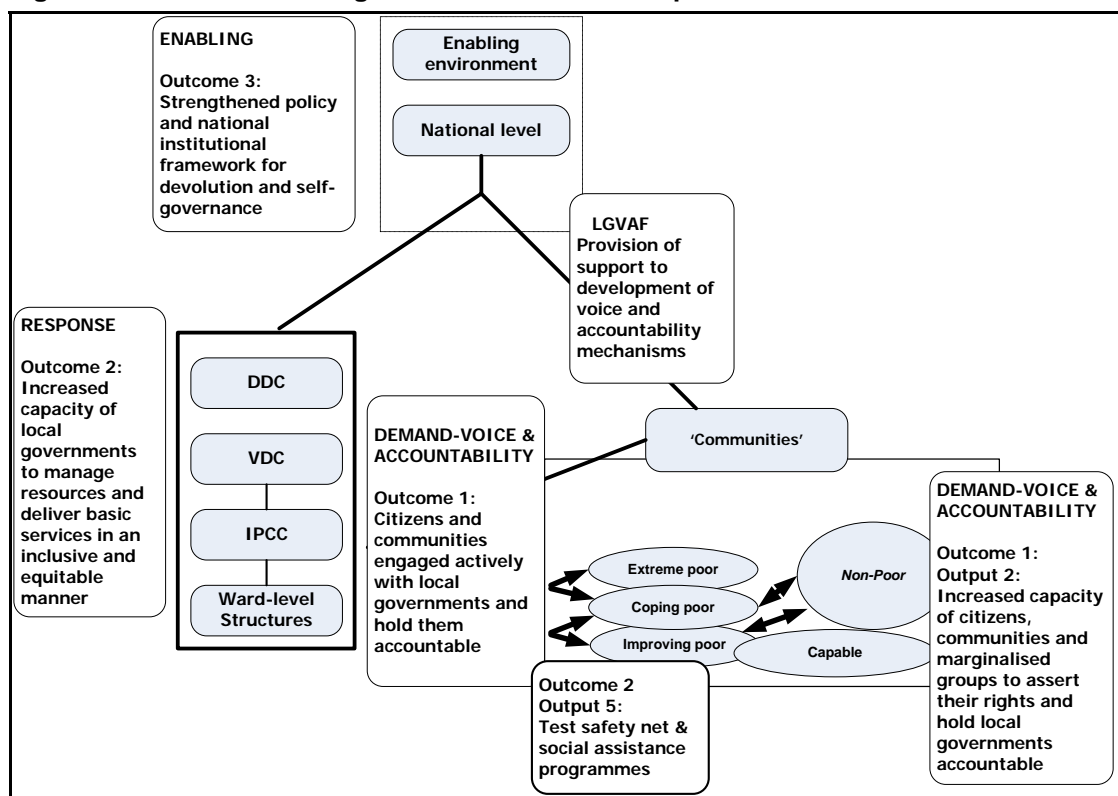 ENABLING
Outcome 3:
Strengthened policy
and national
institutional
framework for
devolution and self-
governance
Enabling
environment
National level
LGVAF
Provision of
support to
development of
voice and
accountability
mechanisms
RESPONSE
Outcome 2:
Increased
capacity of
local
governments
to manage
resources and
deliver basic
services in an
inclusive and
equitable
manner
DDC
VDC
IPCC
Ward-level
Structures
DEMAND-VOICE &
ACCOUNTABILITY
Outcome 1:
Citizens and
communities
engaged actively
with local
governments and
hold them
accountable
'Communities'
Extreme poor
Coping poor
Improving poor
Non-Poor
Capable
Outcome 2
Output 5:
Test safety net &
social assistance
programmes
DEMAND-VOICE &
ACCOUNTABILITY
Outcome 1:
Output 2:
Increased capacity
of citizens,
communities and
marginalised
groups to assert
their rights and
hold local
governments
accountable